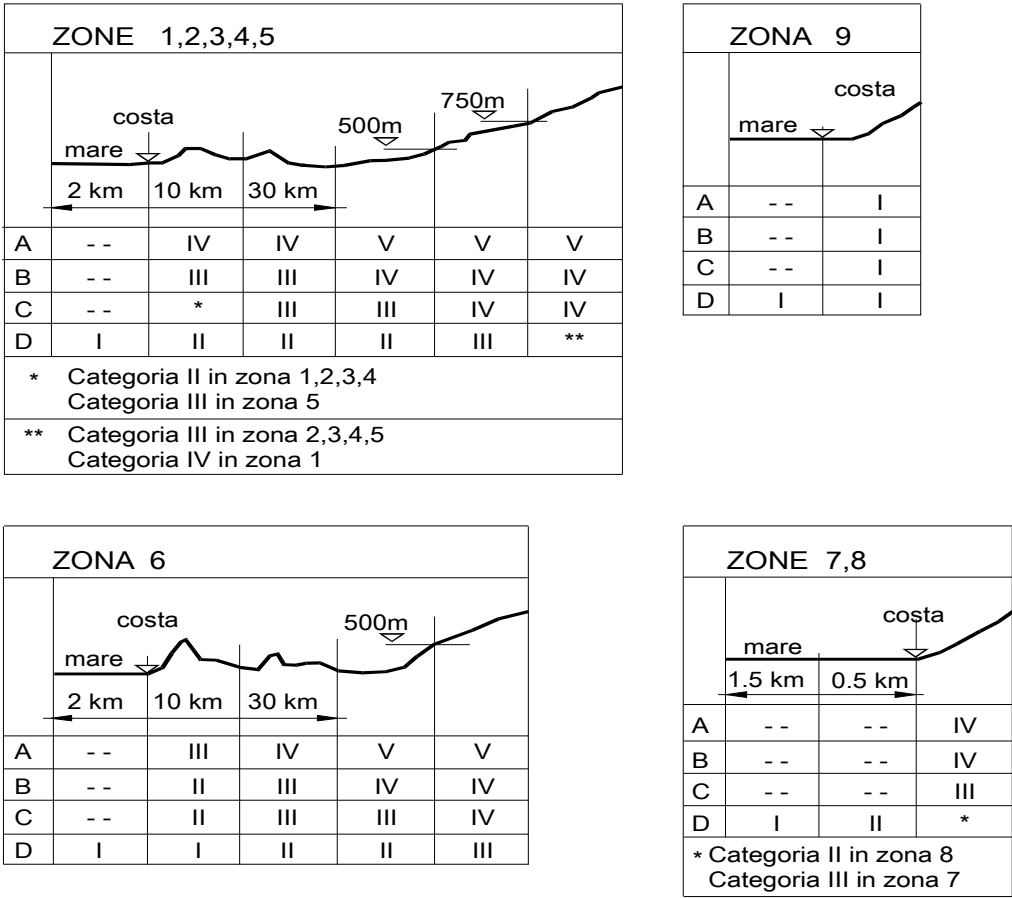 ZONE 1,2,3,4,5
costa
mare
500m
750m
2 km 10 km 30 km
A - - IV IV V V V
B - - III III IV IV IV
C - - * III III IV IV
D I II II II III **
* Categoria II in zona 1,2,3,4
Categoria III in zona 5
** Categoria III in zona 2,3,4,5
Categoria IV in zona 1
ZONA 9
costa
mare
A - - I
B - - I
C - - I
D I I
ZONA 6
costa
mare
500m
2 km 10 km 30 km
A - - III IV V V
B - - II III IV IV
C - - II III III IV
D I I II II III
ZONE 7,8
costa
mare
1.5 km 0.5 km
A - - - - IV
B - - - - IV
C - - - - III
D I II *
* Categoria II in zona 8
Categoria III in zona 7